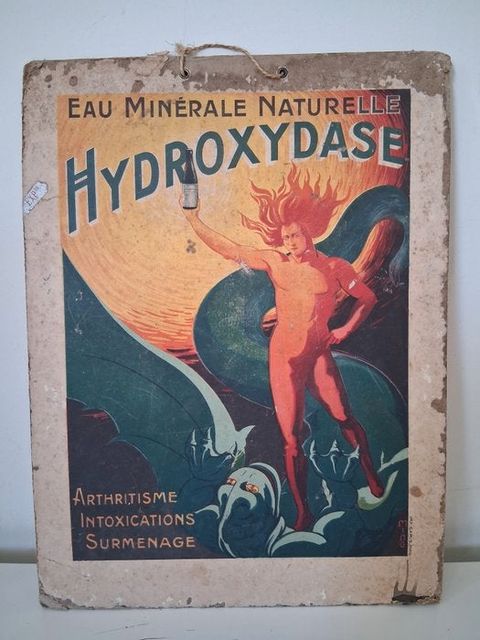 EAU MINÉRALE NATURELLE
HYDROXYDASE
ARTHRITISME
INTOXICATIONS
SURMENAGE